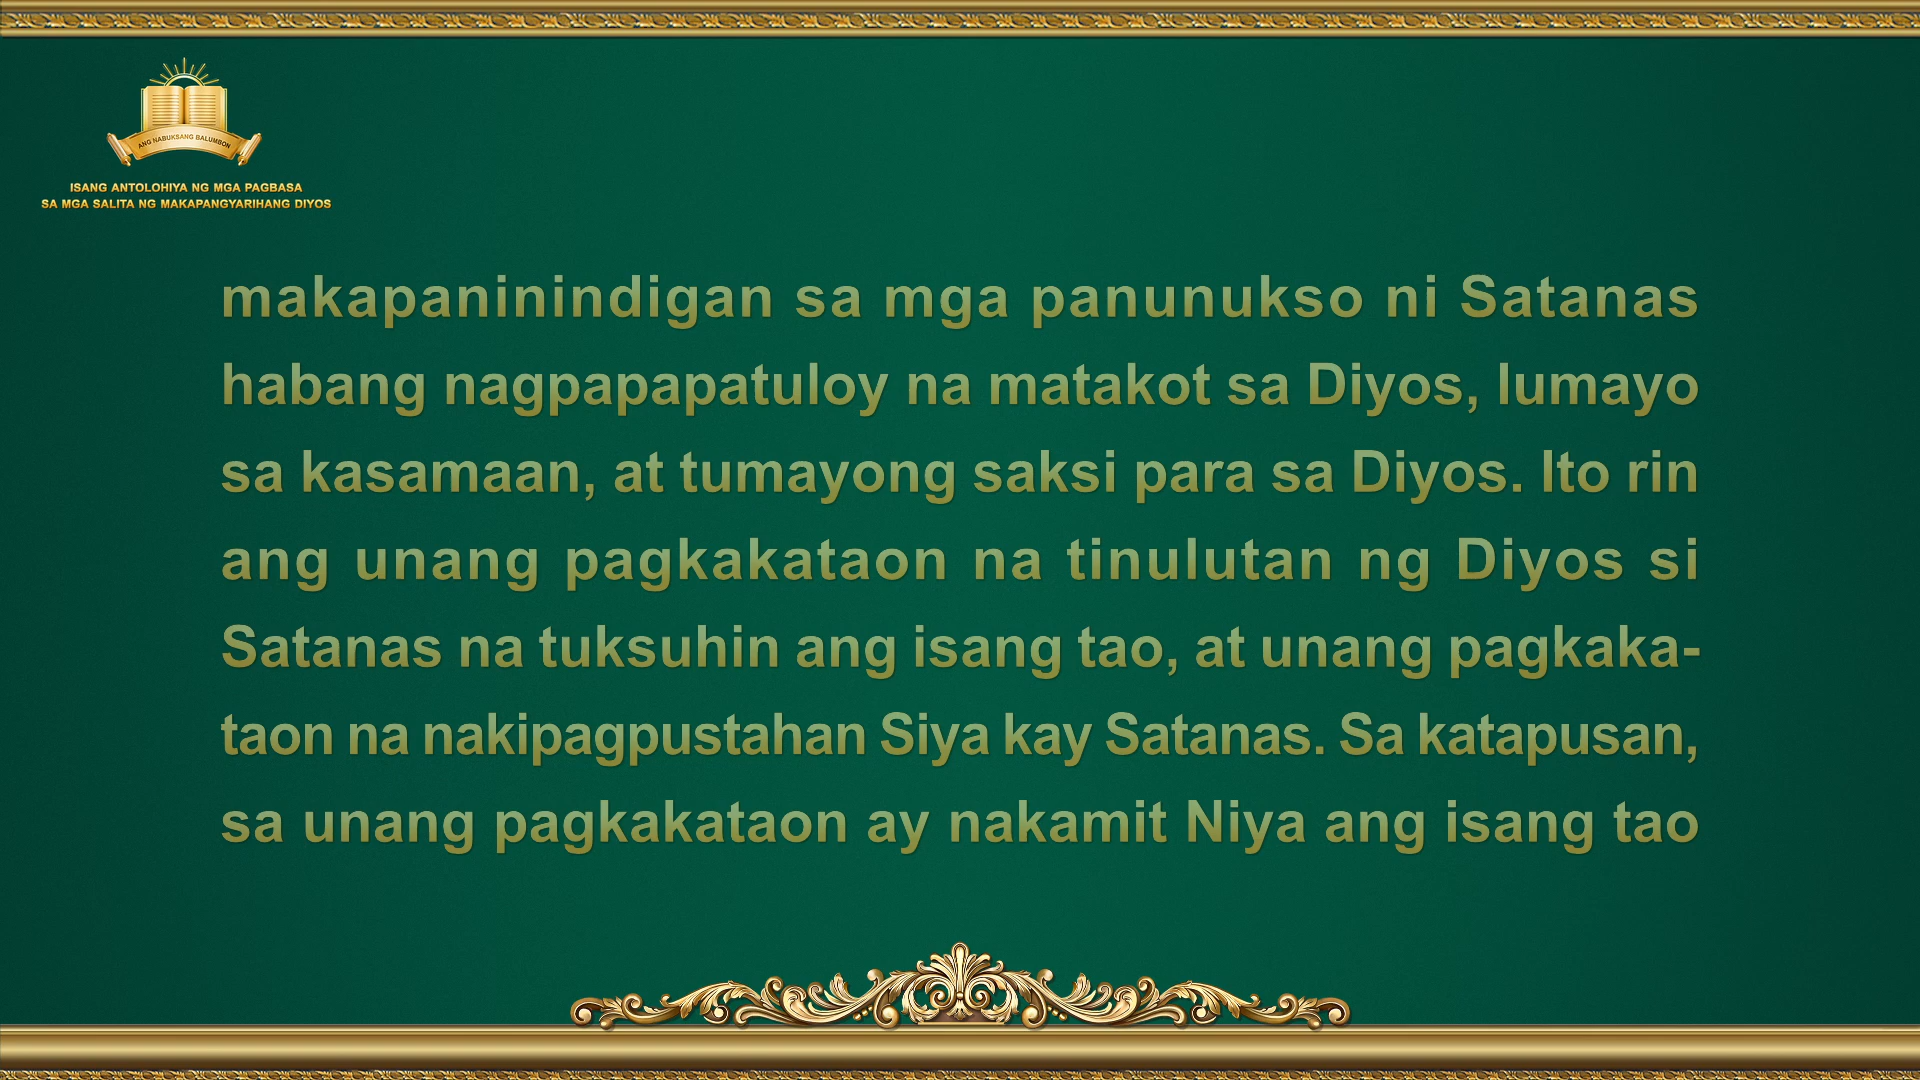 ANG NABUKSANG BALUMBON
ISANG ANTOLOHIYA NG MGA PAGBASA
SA MGA SALITA NG MAKAPANGYARIHANG DIYOS
makapaninindigan sa mga panunukso ni Satanas
habang nagpapapatuloy na matakot sa Diyos, lumayo
sa kasamaan, at tumayong saksi para sa Diyos. Ito rin
ang unang pagkakataon na tinulutan ng Diyos si
Satanas na tuksuhin ang isang tao, at unang pagkaka-
taon na nakipagpustahan Siya kay Satanas. Sa katapusan,
sa unang pagkakataon ay nakamit Niya ang isang tao